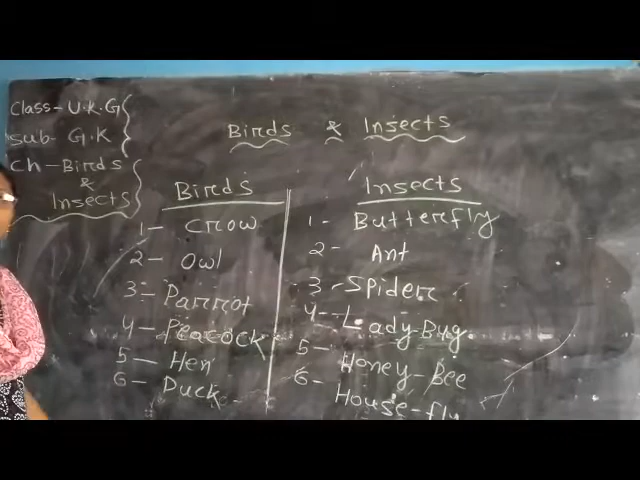 Class-U.K.G
Sub- G.K
Ch-Birds
&
Insects
Birds & Insects
Birds
1- Crow
2- Owl
3- Parrot
4- Peacock
5- Hen
6- Duck
Insects
1- Butterfly
2- Ant
3- Spider
4- Lady-Bug
5- Honey-Bee
6- House-fly